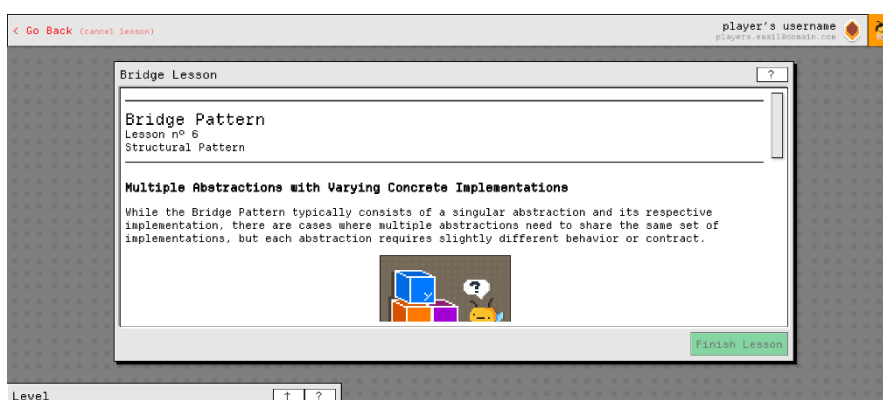 < Go Back (cancel lesson)
player's username
players.email@domain.com
Bridge Lesson
?
Bridge Pattern
Lesson nº 6
Structural Pattern
Multiple Abstractions with Varying Concrete Implementations
While the Bridge Pattern typically consists of a singular abstraction and its respective
implementation, there are cases where multiple abstractions need to share the same set of
implementations, but each abstraction requires slightly different behavior or contract.
?
y
Finish Lesson
Level
↑ ?